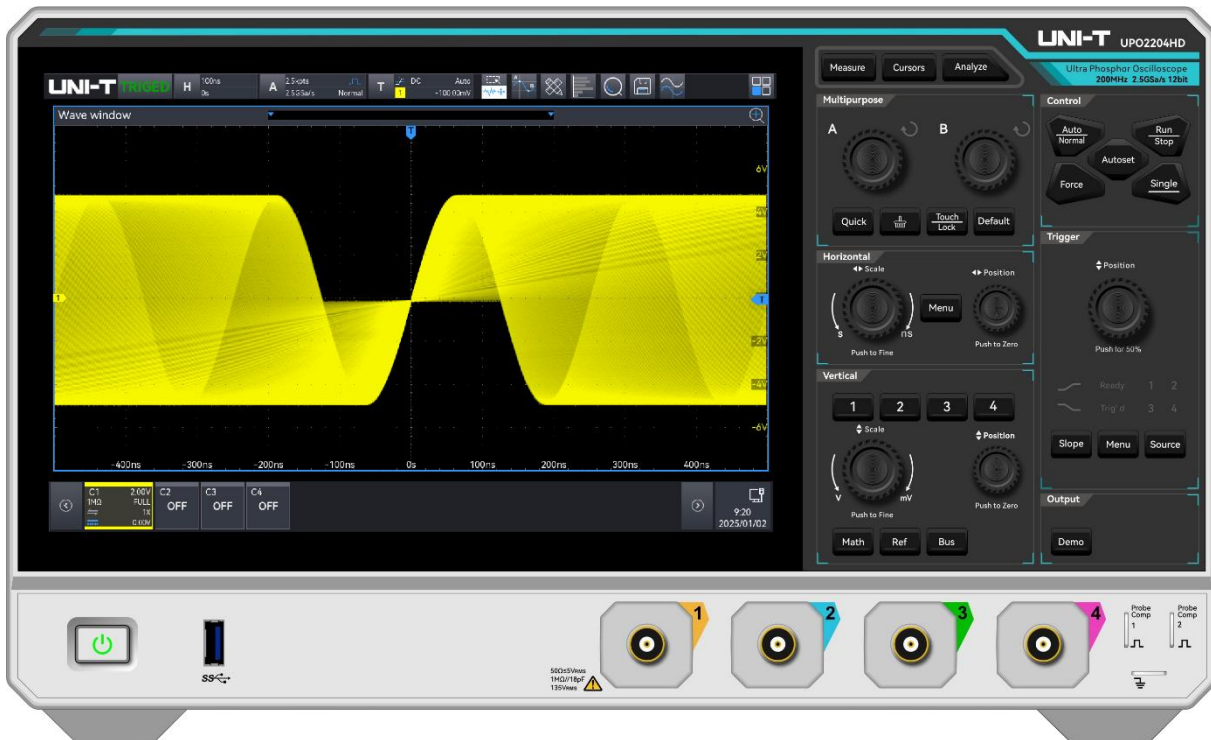 UNI-T UPO2204HD
Ultra Phosphor Oscilloscope
200MHz 2.5GSa/s 12bit
UNI-T TRIGED H 100ns 0s A 2.5kpts 2.5GSa/s Normal T 1 DC Auto -100.00mV
Wave window
T
6V
4V
2V
1 T
-2V
-4V
-6V
-400ns -300ns -200ns -100ns 0s 100ns 200ns 300ns 400ns
C1 2.00V
1MΩ FULL
1X
0.00V
C2
OFF
C3
OFF
C4
OFF
9:20
2025/01/02
Measure Cursors Analyze
Multipurpose
A B
Quick
Touch
Lock
Default
Control
Auto
Normal
Run
Stop
Autoset
Force Single
Horizontal
Scale
Position
Menu
s ns
Push to Fine
Push to Zero
Trigger
Position
Push for 50%
Ready 1 2
Trig'd 3 4
Slope Menu Source
Vertical
1 2 3 4
Scale
Position
V mV
Push to Fine
Push to Zero
Math Ref Bus
Output
Demo
1 2 3 4
Probe
Comp
1
Probe
Comp
2
50Ω≤5VRMS
1MΩ//18pF
135VRMS
SS